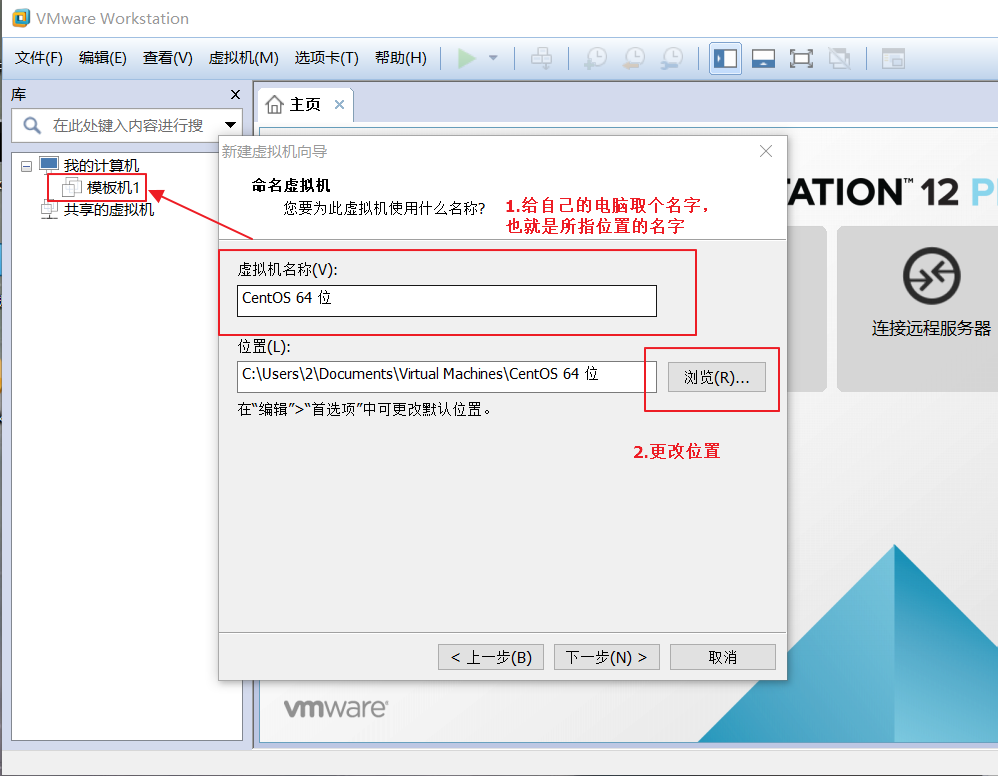 VMware Workstation
文件(F) 编辑(E) 查看(V) 虚拟机(M) 选项卡(T) 帮助(H)
库
主页
在此处键入内容进行搜
我的计算机
模板机1
共享的虚拟机
新建虚拟机向导
命名虚拟机
您要为此虚拟机使用什么名称?
1.给自己的电脑取个名字，
也就是所指位置的名字
虚拟机名称(V):
CentOS 64 位
位置(L):
C:\Users\2\Documents\Virtual Machines\CentOS 64 位
浏览(R)...
在“编辑”>“首选项”中可更改默认位置。
2.更改位置
< 上一步(B) 下一步(N) > 取消
TATION™ 12 P
连接远程服务器
vmware